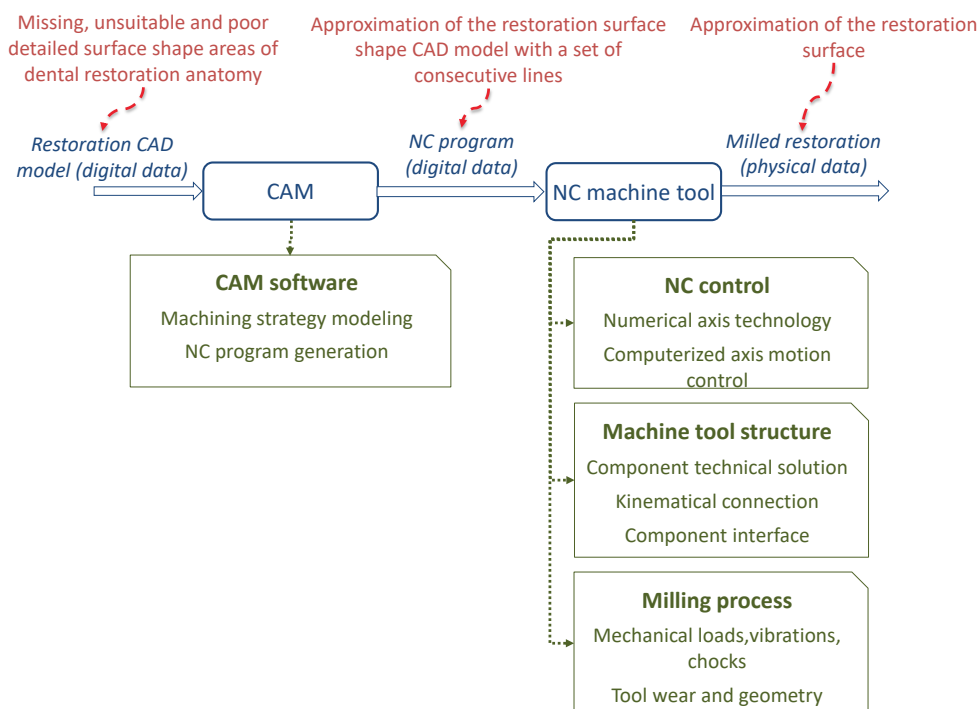 Missing, unsuitable and poor
detailed surface shape areas of
dental restoration anatomy
Approximation of the restoration surface
shape CAD model with a set of
consecutive lines
Approximation of the restoration
surface
Restoration CAD
model (digital data)
NC program
(digital data)
Milled restoration
(physical data)
CAM
NC machine tool
CAM software
Machining strategy modeling
NC program generation
NC control
Numerical axis technology
Computerized axis motion
control
Machine tool structure
Component technical solution
Kinematical connection
Component interface
Milling process
Mechanical loads,vibrations,
chocks
Tool wear and geometry